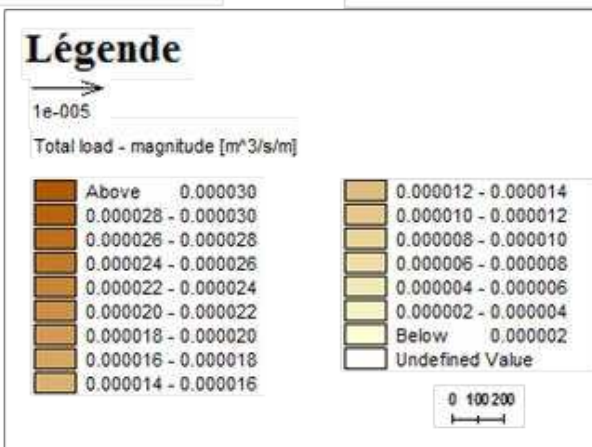 Légende
1e-005
Total load - magnitude [m^3/s/m]
Above 0.000030
0.000028 - 0.000030
0.000026 - 0.000028
0.000024 - 0.000026
0.000022 - 0.000024
0.000020 - 0.000022
0.000018 - 0.000020
0.000016 - 0.000018
0.000014 - 0.000016
0.000012 - 0.000014
0.000010 - 0.000012
0.000008 - 0.000010
0.000006 - 0.000008
0.000004 - 0.000006
0.000002 - 0.000004
Below 0.000002
Undefined Value
0 100 200